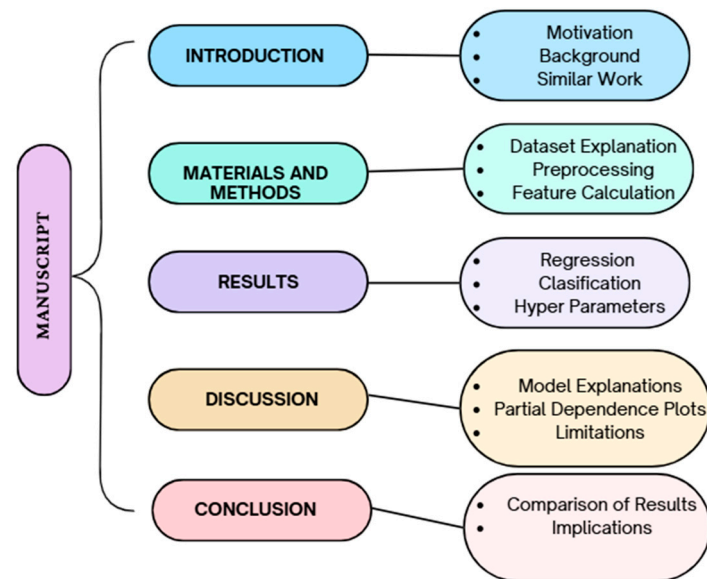 MANUSCRIPT
INTRODUCTION
• Motivation
• Background
• Similar Work
MATERIALS AND
METHODS
• Dataset Explanation
• Preprocessing
• Feature Calculation
RESULTS
• Regression
• Clasification
• Hyper Parameters
DISCUSSION
• Model Explanations
• Partial Dependence Plots
• Limitations
CONCLUSION
• Comparison of Results
• Implications